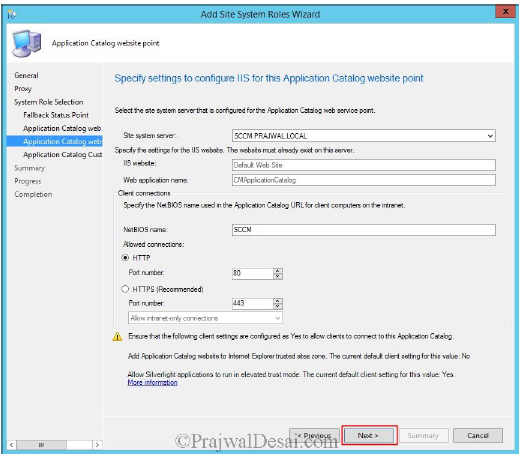 Add Site System Roles Wizard
x
Application Catalog website point
General
Proxy
System Role Selection
Fallback Status Point
Application Catalog web
Application Catalog web
Application Catalog Cust
Summary
Progress
Completion
Specify settings to configure IIS for this Application Catalog website point
Select the site system server that is configured for the Application Catalog web service point.
Site system server: SCCM.PRAJWAL.LOCAL
Specify the settings for the IIS website. The website must already exist on this server.
IIS website: Default Web Site
Web application name: CMApplicationCatalog
Client connections
Specify the NetBIOS name used in the Application Catalog URL for client computers on the intranet.
NetBIOS name: SCCM
Allowed connections:
HTTP
Port number: 80
HTTPS (Recommended)
Port number: 443
Allow intranet-only connections
Ensure that the following client settings are configured as Yes to allow clients to connect to this Application Catalog.
Add Application Catalog website to Internet Explorer trusted sites zone. The current default client setting for this value: No
Allow Silverlight applications to run in elevated trust mode. The current default client setting for this value: Yes.
More information
< Previous
Next >
Summary
Cancel
©PrajwalDesai.com